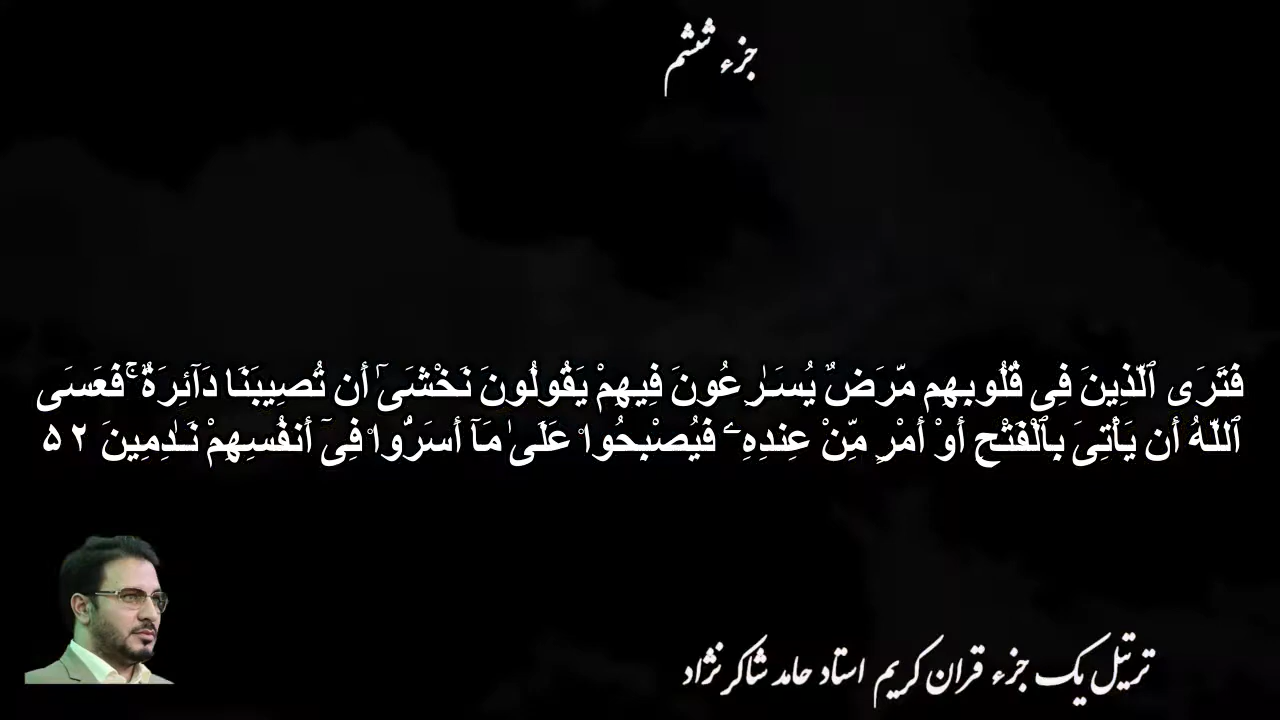 جزء ششم
فَتَرَى ٱلَّذِينَ فِي قُلُوبِهِم مَّرَضٌ يُسَـٰرِعُونَ فِيهِمْ يَقُولُونَ نَخْشَىٰٓ أَن تُصِيبَنَا دَآئِرَةٌ ۚ فَعَسَى
ٱللَّهُ أَن يَأْتِىَ بِٱلْفَتْحِ أَوْ أَمْرٍ مِّنْ عِندِهِۦ فَيُصْبِحُوا۟ عَلَىٰ مَآ أَسَرُّوا۟ فِىٓ أَنفُسِهِمْ نَـٰدِمِينَ ۵۲
ترتیل یک جزء قران کریم استاد حامد شاکرنژاد